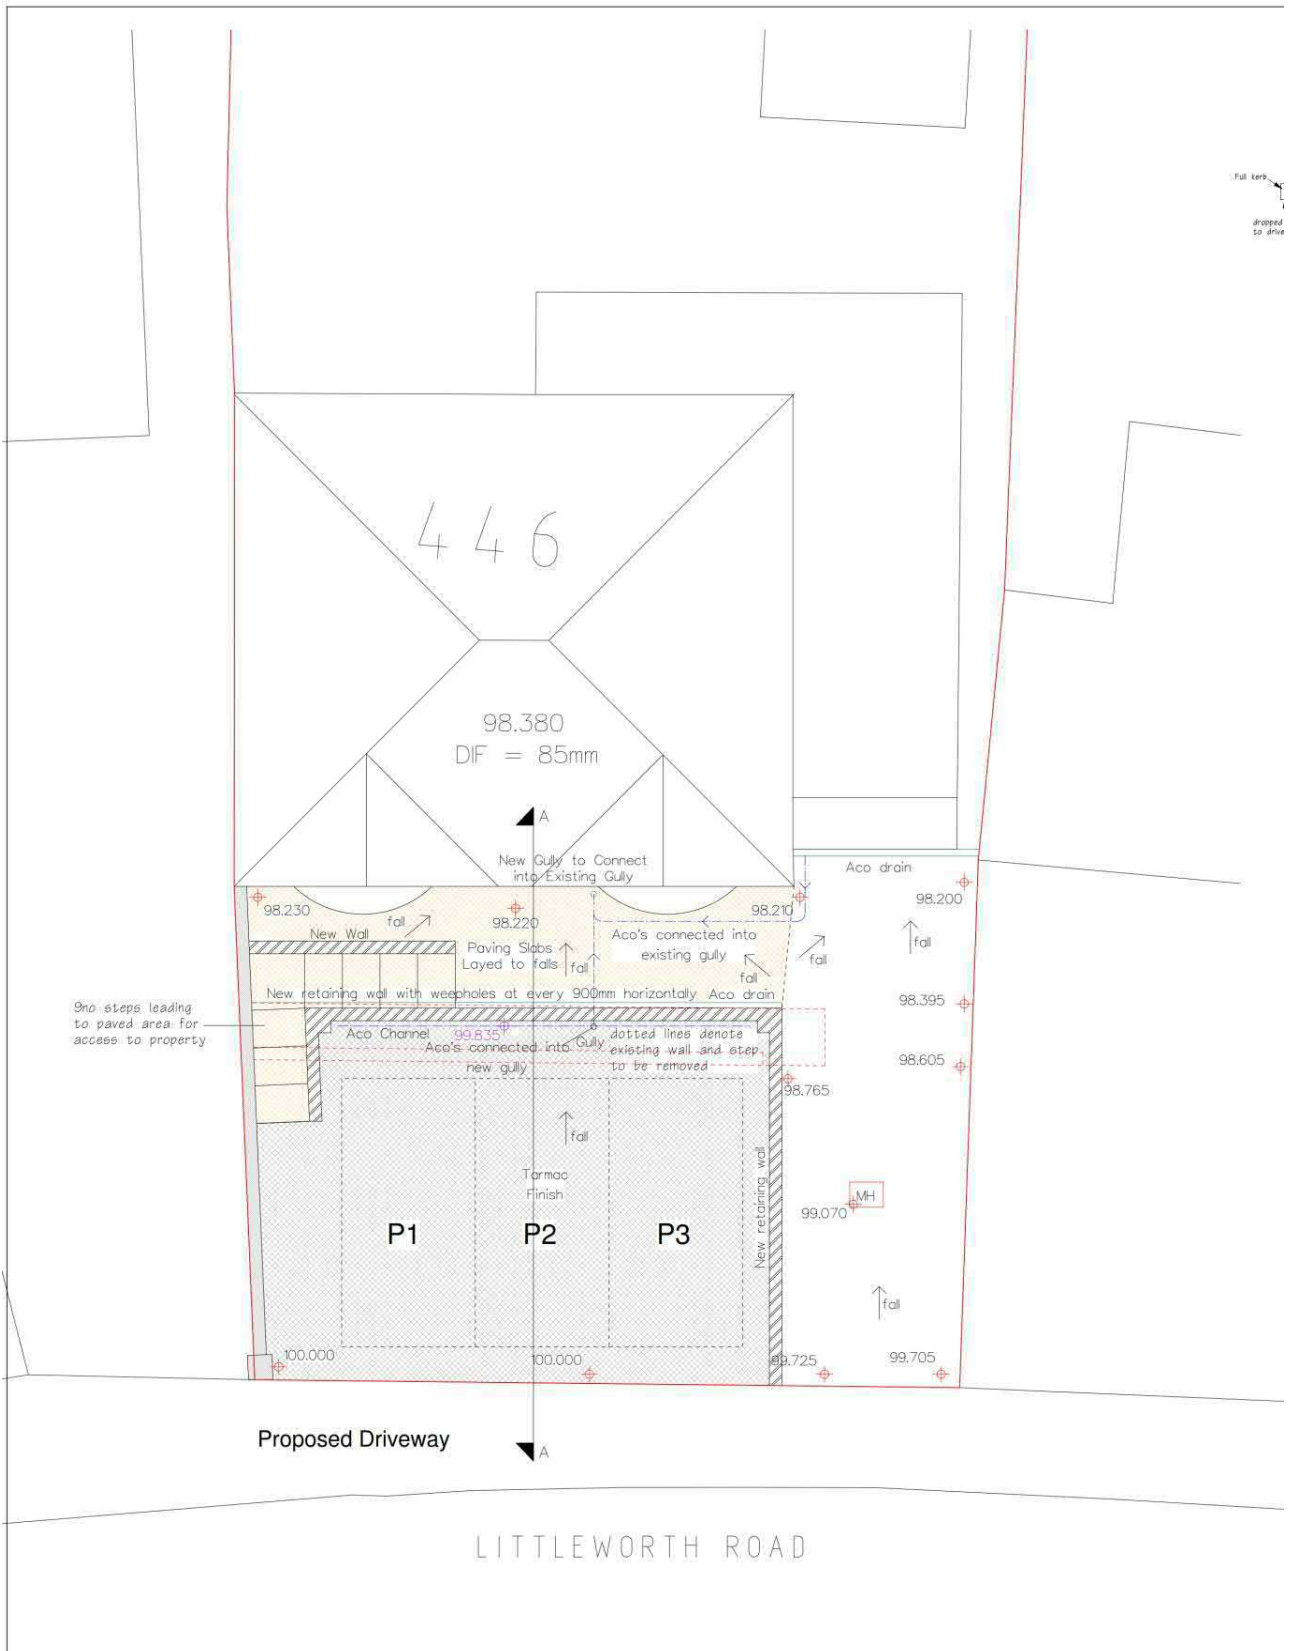 Full kerb
dropped
to drive
446
98.380
DIF = 85mm
A
New Gully to Connect
into Existing Gully
Aco drain
98.230
fall
98.220
98.210
98.200
New Wall
Paving Slabs
Layed to falls
fall
Aco's connected into
existing gully
fall
fall
fall
New retaining wall with weepholes at every 900mm horizontally
Aco drain
98.395
9no steps leading
to paved area for
access to property
Aco Channel
99.835
Aco's connected into
new gully
Gully
dotted lines denote
existing wall and step
to be removed
98.605
98.765
fall
Tarmac
Finish
New retaining wall
MH
99.070
P1
P2
P3
fall
100.000
100.000
99.725
99.705
Proposed Driveway
A
LITTLEWORTH ROAD